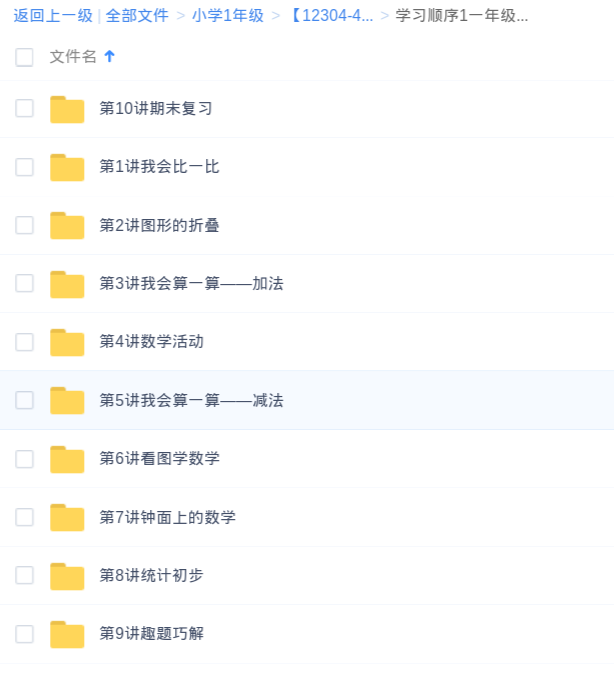 返回上一级 | 全部文件 > 小学1年级 > 【12304-4... > 学习顺序1一年级...
文件名
第10讲期末复习
第1讲我会比一比
第2讲图形的折叠
第3讲我会算一算——加法
第4讲数学活动
第5讲我会算一算——减法
第6讲看图学数学
第7讲钟面上的数学
第8讲统计初步
第9讲趣题巧解